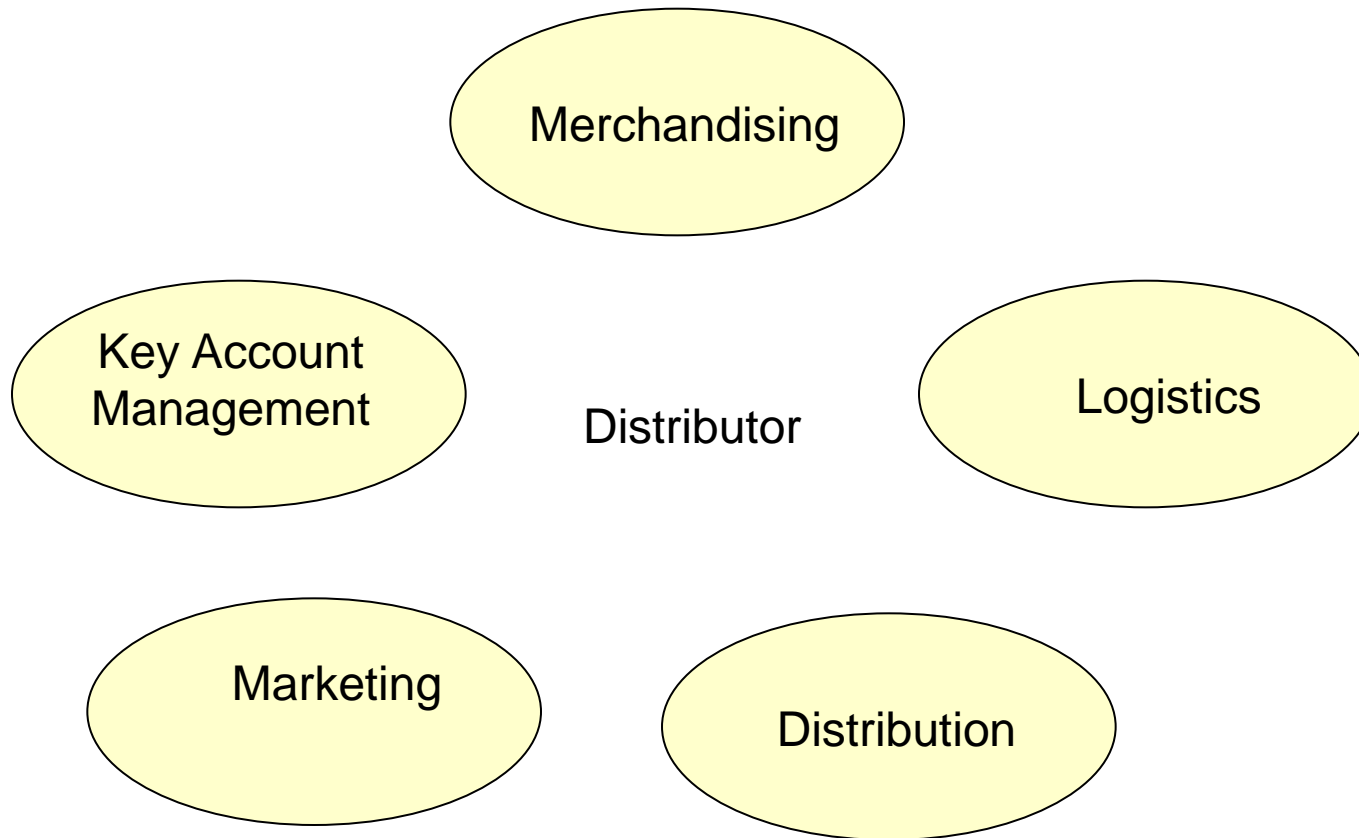 Merchandising
Key Account
Management
Logistics
Distributor
Marketing
Distribution